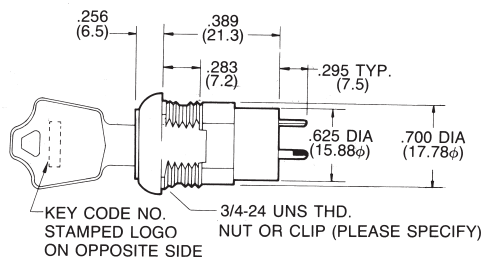 .256
(6.5)
.389
(21.3)
.283
(7.2)
.295 TYP.
(7.5)
.625 DIA
(15.88φ)
.700 DIA
(17.78φ)
KEY CODE NO.
STAMPED LOGO
ON OPPOSITE SIDE
3/4-24 UNS THD.
NUT OR CLIP (PLEASE SPECIFY)